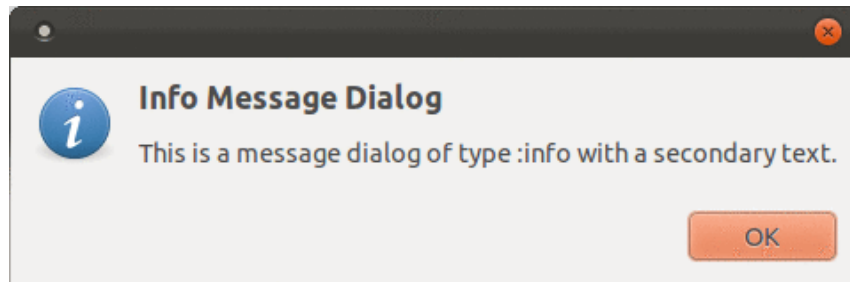 Info Message Dialog
This is a message dialog of type :info with a secondary text.
OK